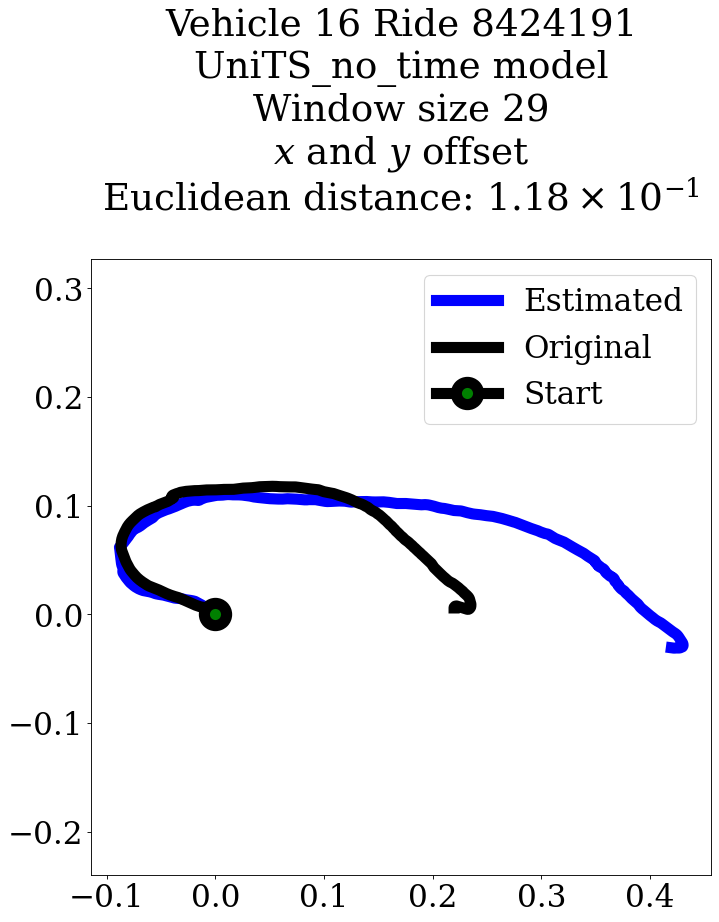 Vehicle 16 Ride 8424191
UniTS_no_time model
Window size 29
x and y offset
Euclidean distance: 1.18 × 10⁻¹
Estimated
Original
Start
0.3
0.2
0.1
0.0
−0.1
−0.2
−0.1 0.0 0.1 0.2 0.3 0.4